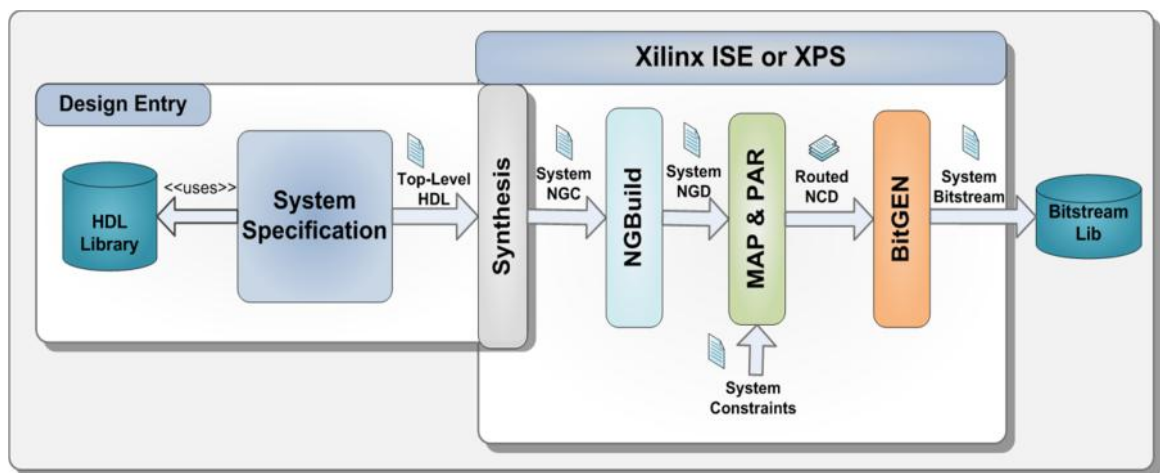 Xilinx ISE or XPS
Design Entry
HDL
Library
<<uses>>
System
Specification
Top-Level
HDL
Synthesis
System
NGC
NGBuild
System
NGD
MAP & PAR
System
Constraints
Routed
NCD
BitGEN
System
Bitstream
Bitstream
Lib